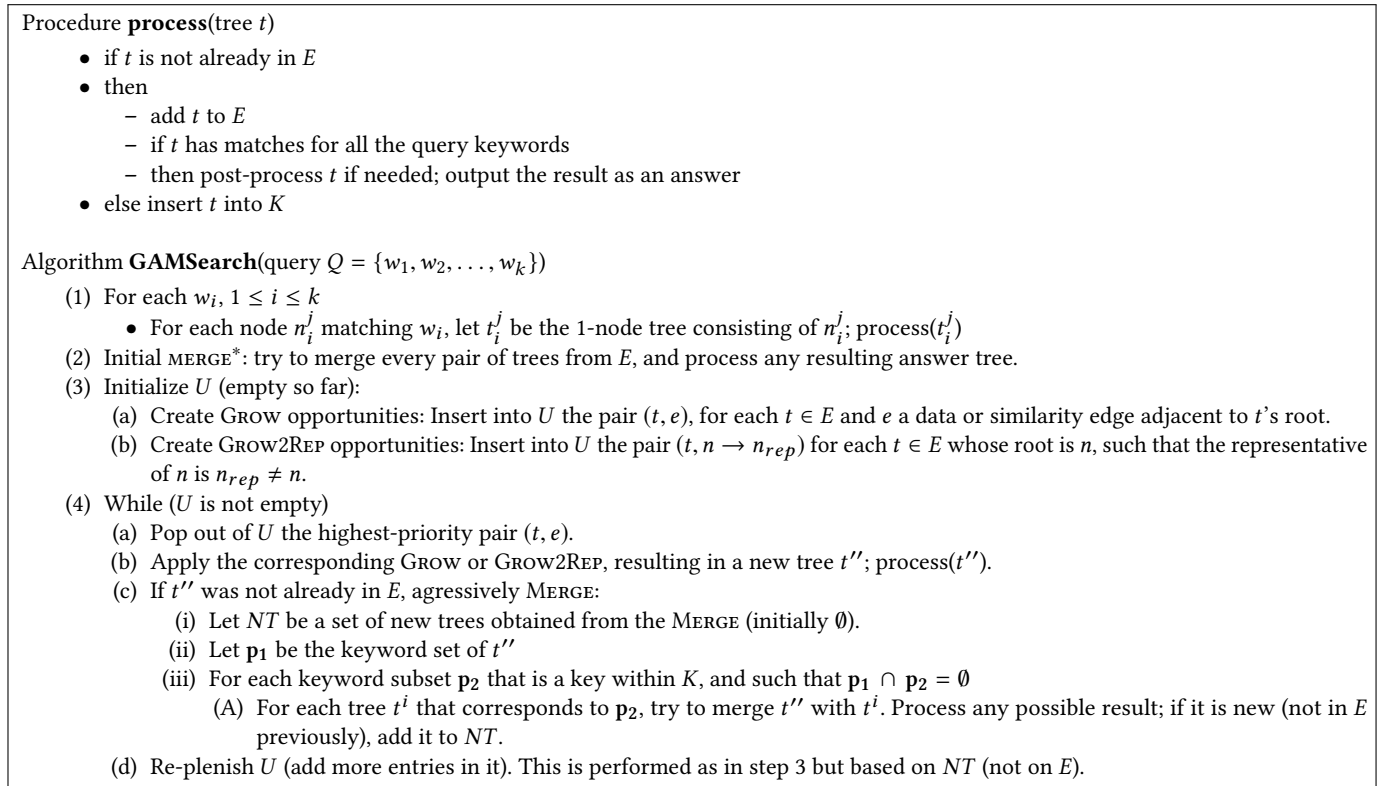 Procedure process(tree t)
• if t is not already in E
• then
– add t to E
– if t has matches for all the query keywords
– then post-process t if needed; output the result as an answer
• else insert t into K
Algorithm GAMSearch(query Q = {w₁, w₂, . . . , wₖ})
(1) For each wᵢ, 1 ≤ i ≤ k
• For each node nᵢʲ matching wᵢ, let tᵢʲ be the 1-node tree consisting of nᵢʲ; process(tᵢʲ)
(2) Initial MERGE*: try to merge every pair of trees from E, and process any resulting answer tree.
(3) Initialize U (empty so far):
(a) Create GROW opportunities: Insert into U the pair (t, e), for each t ∈ E and e a data or similarity edge adjacent to t's root.
(b) Create GROW2REP opportunities: Insert into U the pair (t, n → n_{rep}) for each t ∈ E whose root is n, such that the representative
of n is n_{rep} ≠ n.
(4) While (U is not empty)
(a) Pop out of U the highest-priority pair (t, e).
(b) Apply the corresponding GROW or GROW2REP, resulting in a new tree t′′; process(t′′).
(c) If t′′ was not already in E, agressively MERGE:
(i) Let NT be a set of new trees obtained from the MERGE (initially ∅).
(ii) Let p₁ be the keyword set of t′′
(iii) For each keyword subset p₂ that is a key within K, and such that p₁ ∩ p₂ = ∅
(A) For each tree tⁱ that corresponds to p₂, try to merge t′′ with tⁱ. Process any possible result; if it is new (not in E
previously), add it to NT.
(d) Re-plenish U (add more entries in it). This is performed as in step 3 but based on NT (not on E).